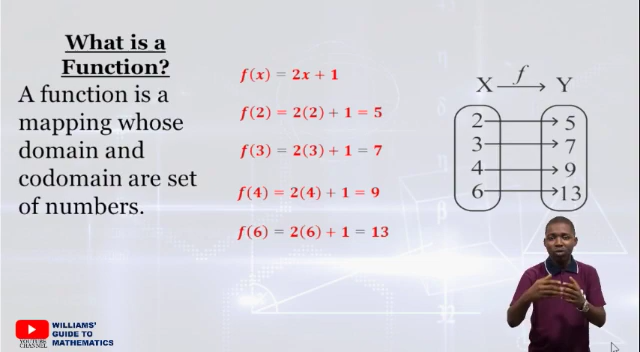 What is a
Function?
A function is a
mapping whose
domain and
codomain are set
of numbers.
f(x) = 2x + 1
f(2) = 2(2) + 1 = 5
f(3) = 2(3) + 1 = 7
f(4) = 2(4) + 1 = 9
f(6) = 2(6) + 1 = 13
f
X → Y
2 → 5
3 → 7
4 → 9
6 → 13
YOUTUBE
CHANNEL
WILLIAMS'
GUIDE TO
MATHEMATICS